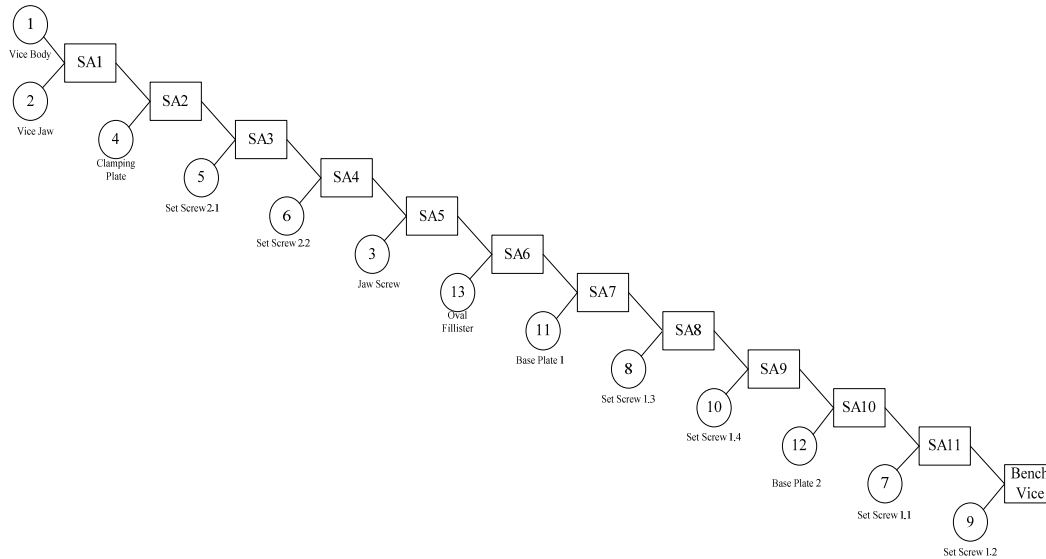 1
Vice Body
SA1
2
Vice Jaw
SA2
4
Clamping
Plate
SA3
5
Set Screw 2.1
SA4
6
Set Screw 2.2
SA5
3
Jaw Screw
SA6
13
Oval
Fillister
SA7
11
Base Plate 1
SA8
8
Set Screw 1.3
SA9
10
Set Screw 1.4
SA10
12
Base Plate 2
SA11
7
Set Screw 1.1
Bench
Vice
9
Set Screw 1.2